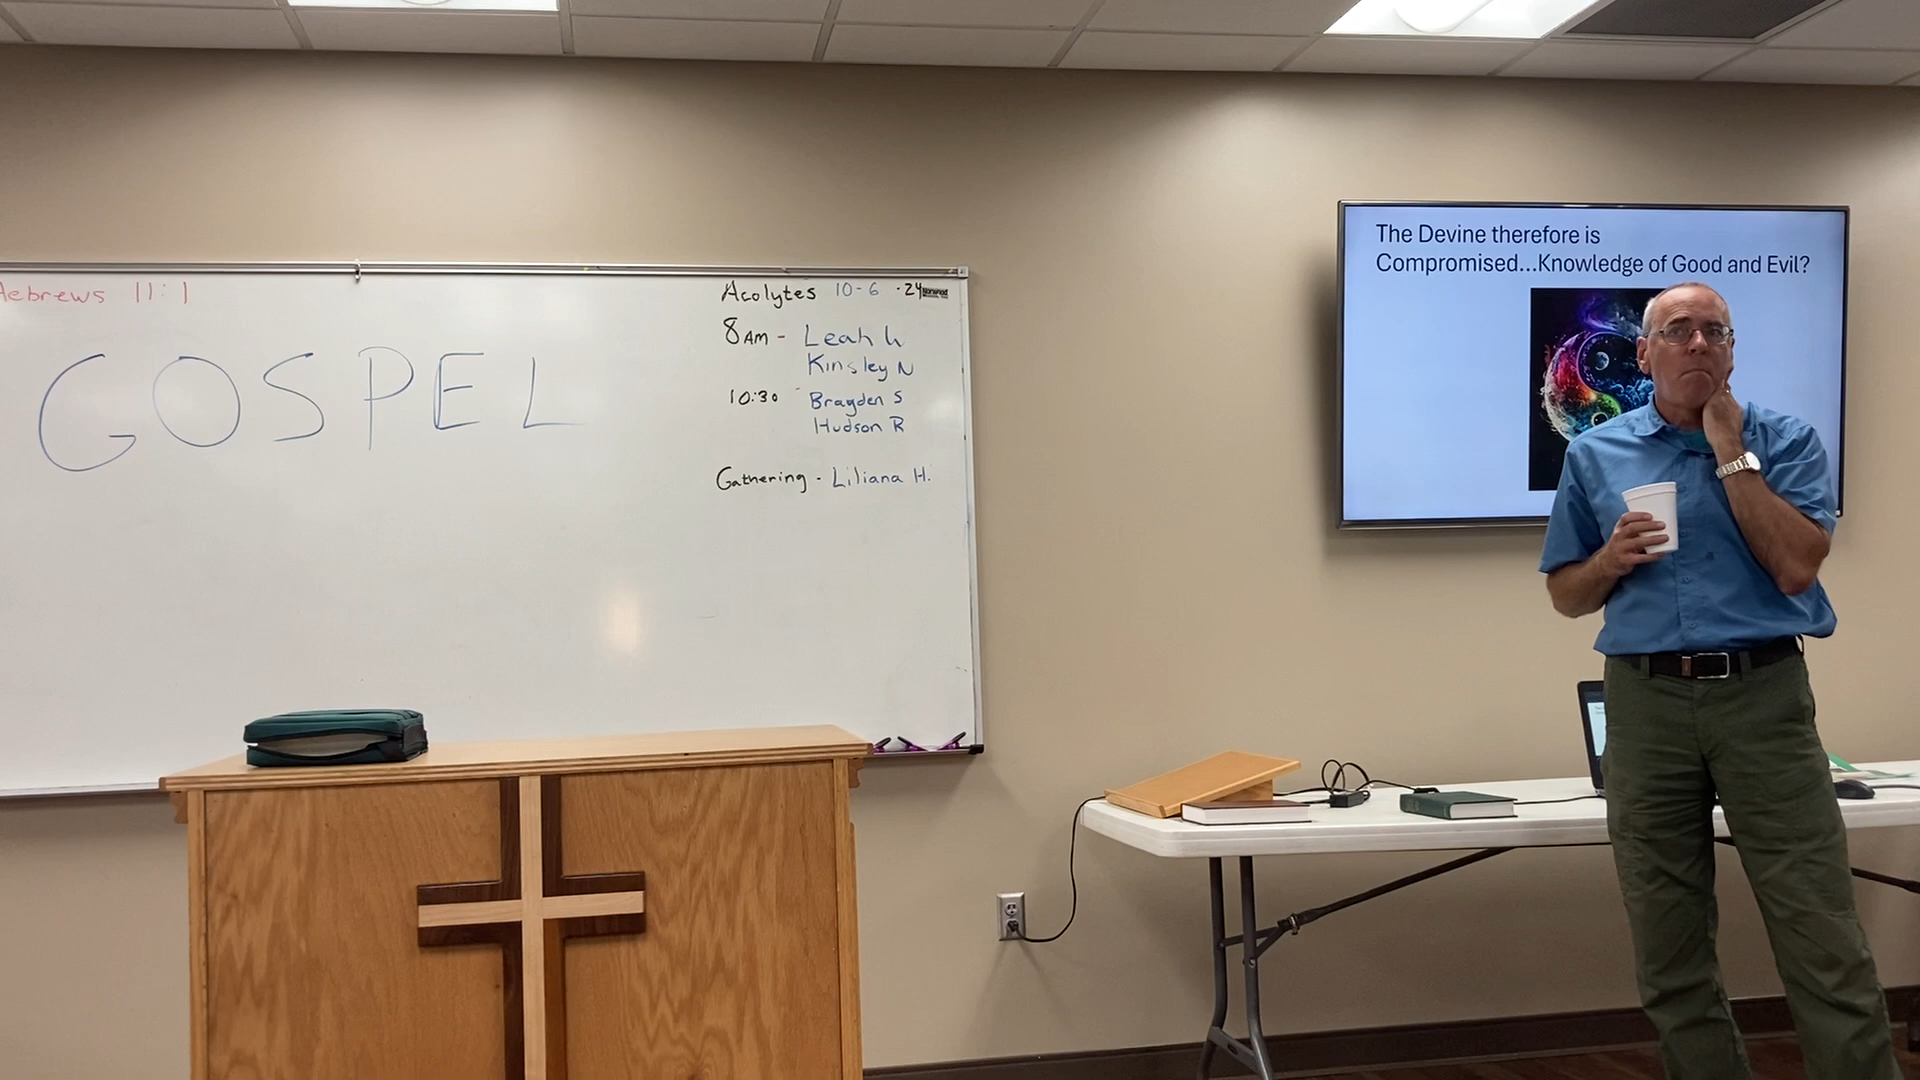 Hebrews 11:1
GOSPEL
Acolytes 10-6-24
8AM - Leah W
Kinsley N
10:30 Brayden S
Hudson R
Gathering - Liliana H.
The Devine therefore is
Compromised...Knowledge of Good and Evil?